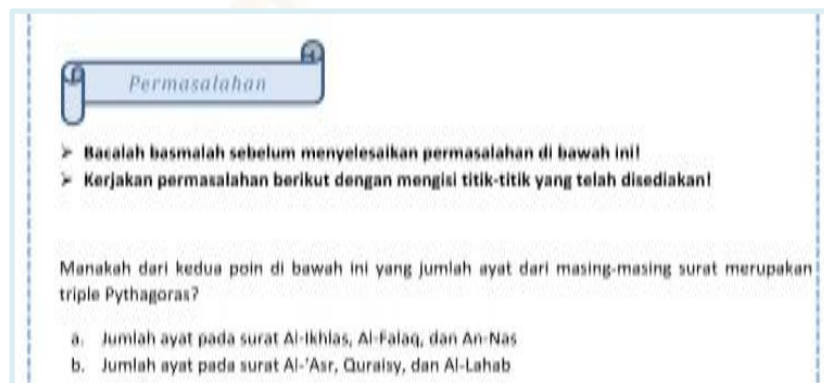 Permasalahan
➢ Bacalah basmalah sebelum menyelesaikan permasalahan di bawah ini!
➢ Kerjakan permasalahan berikut dengan mengisi titik-titik yang telah disediakan!
Manakah dari kedua poin di bawah ini yang jumlah ayat dari masing-masing surat merupakan
triple Pythagoras?
a. Jumlah ayat pada surat Al-Ikhlas, Al-Falaq, dan An-Nas
b. Jumlah ayat pada surat Al-'Asr, Quraisy, dan Al-Lahab